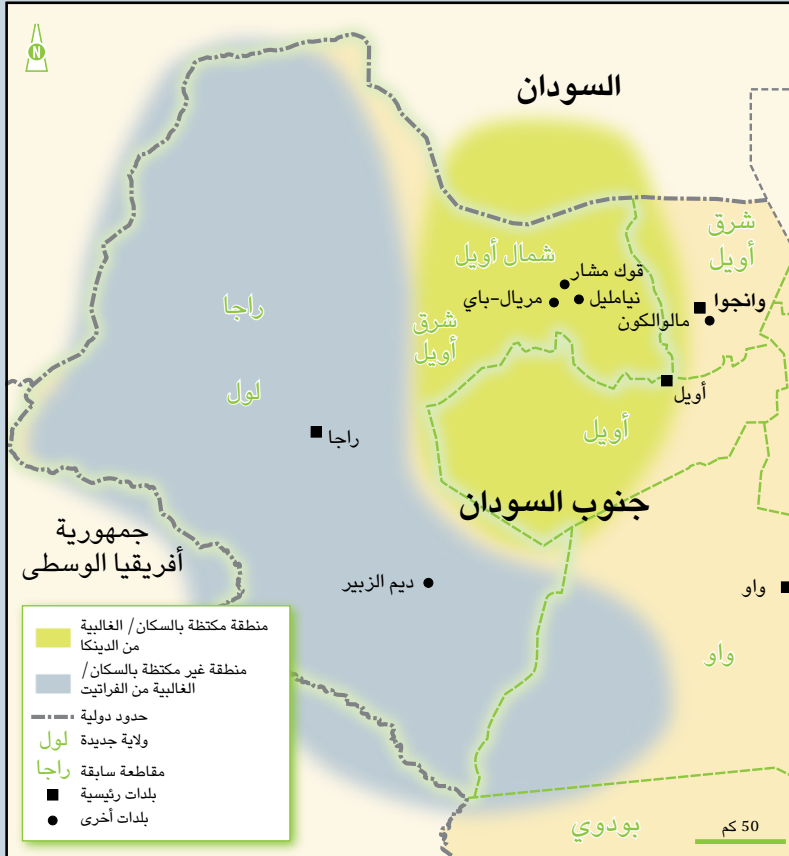 N
السودان
شرق
أويل
شمال أويل
قوك مشار
نيامليل
مريال-باي
وانجوا
مالوالكون
راجا
شرق
أويل
لول
أويل
أويل
راجا
جنوب السودان
جمهورية
أفريقيا الوسطى
ديم الزبير
واو
واو
منطقة مكتظة بالسكان/ الغالبية
من الدينكا
منطقة غير مكتظة بالسكان/
الغالبية من الفراتيت
حدود دولية
لول ولاية جديدة
راجا مقاطعة سابقة
بلدات رئيسية
بلدات أخرى
بودوي
50 كم